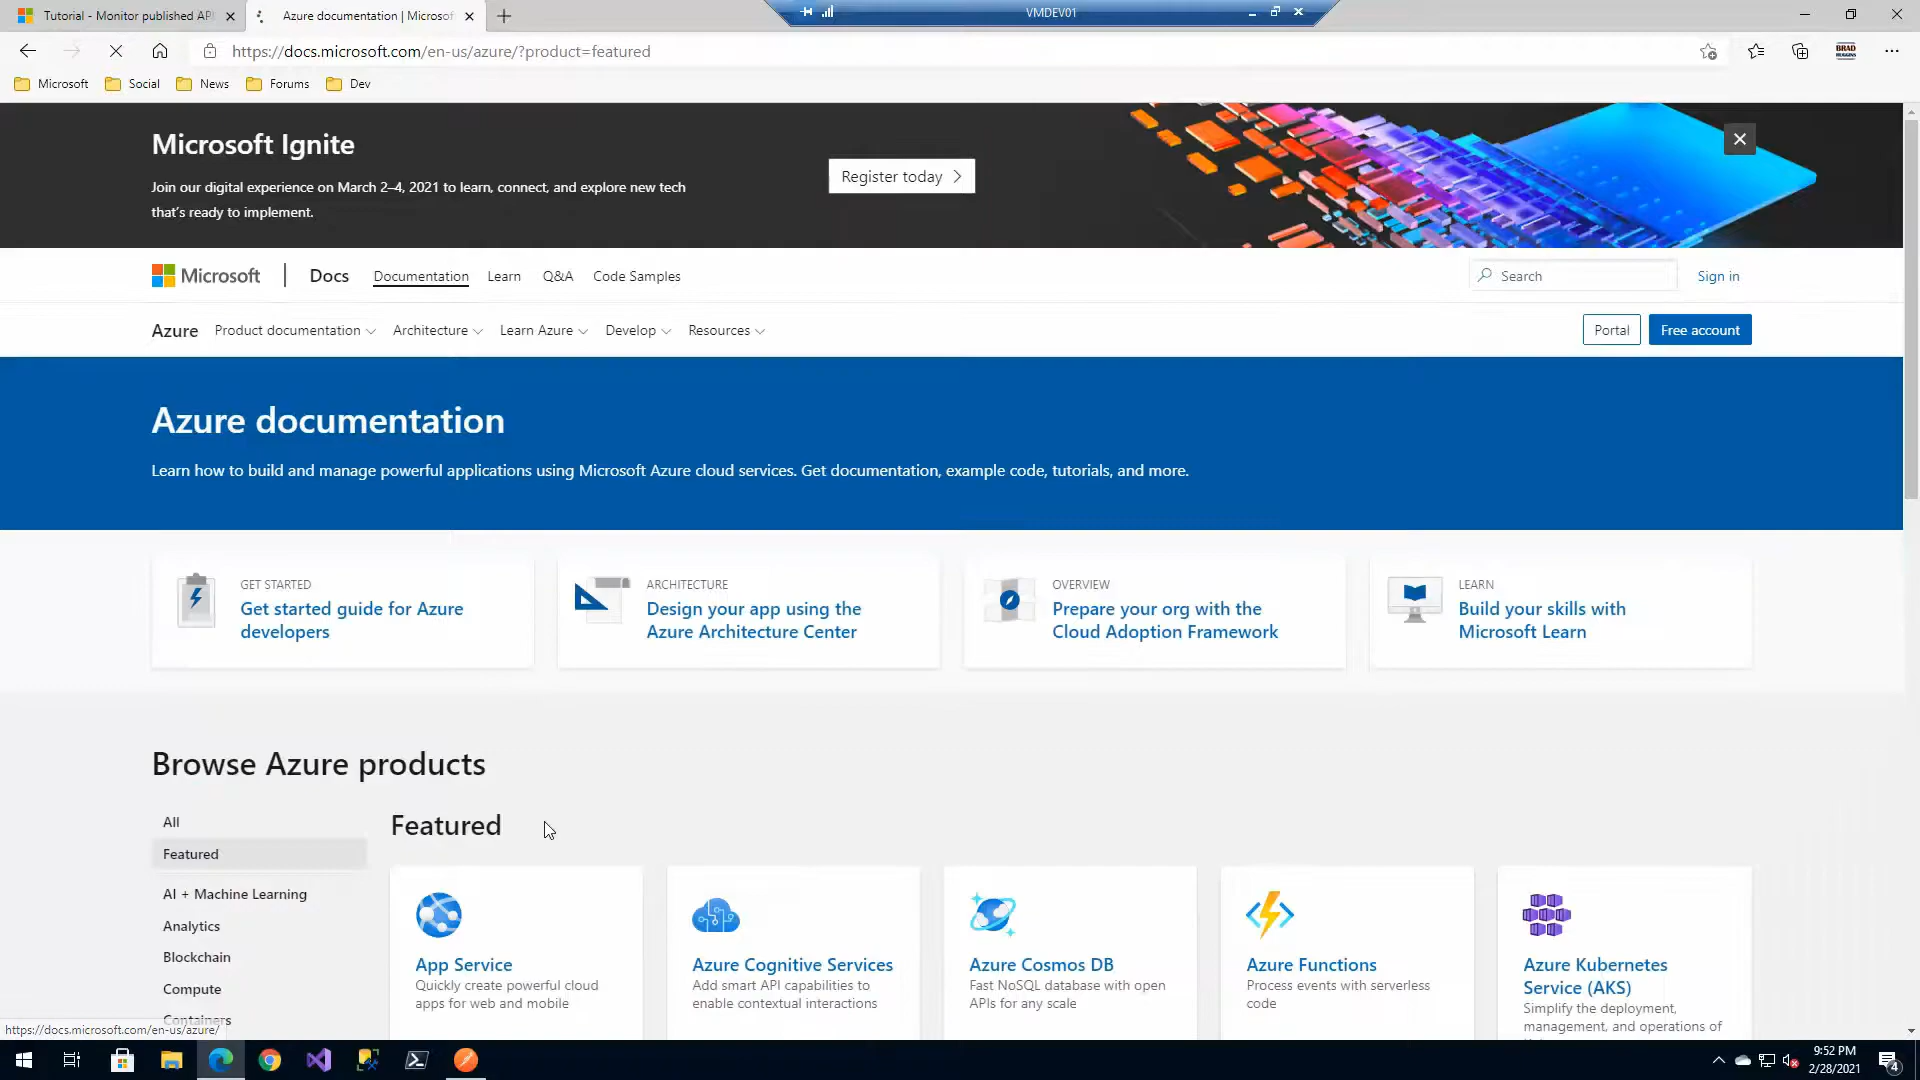 Tutorial - Monitor published API
Azure documentation | Microsof
VMDEV01
https://docs.microsoft.com/en-us/azure/?product=featured
BRAD
Microsoft
Social
News
Forums
Dev
Microsoft Ignite
Join our digital experience on March 2–4, 2021 to learn, connect, and explore new tech
that's ready to implement.
Register today
Microsoft
Docs
Documentation
Learn
Q&A
Code Samples
Search
Sign in
Azure
Product documentation
Architecture
Learn Azure
Develop
Resources
Portal
Free account
Azure documentation
Learn how to build and manage powerful applications using Microsoft Azure cloud services. Get documentation, example code, tutorials, and more.
GET STARTED
Get started guide for Azure
developers
ARCHITECTURE
Design your app using the
Azure Architecture Center
OVERVIEW
Prepare your org with the
Cloud Adoption Framework
LEARN
Build your skills with
Microsoft Learn
Browse Azure products
All
Featured
AI + Machine Learning
Analytics
Blockchain
Compute
Containers
Featured
App Service
Quickly create powerful cloud
apps for web and mobile
Azure Cognitive Services
Add smart API capabilities to
enable contextual interactions
Azure Cosmos DB
Fast NoSQL database with open
APIs for any scale
Azure Functions
Process events with serverless
code
Azure Kubernetes
Service (AKS)
Simplify the deployment,
management, and operations of
https://docs.microsoft.com/en-us/azure/
9:52 PM
2/28/2021
4